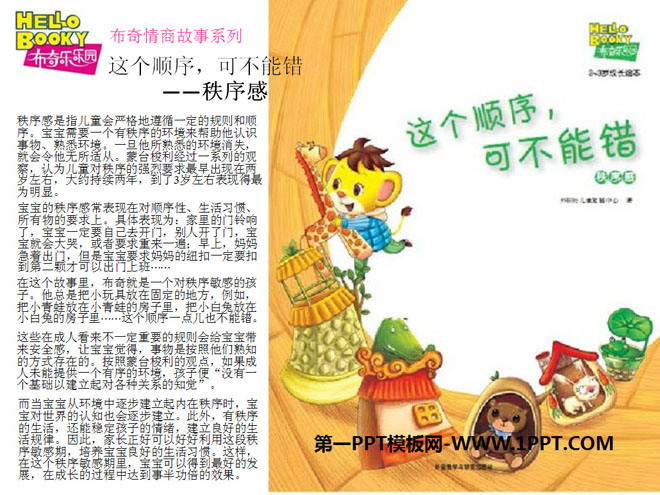 HELLO
BOOKY
布奇乐乐园
布奇情商故事系列
这个顺序，可不能错
——秩序感
秩序感是指儿童会严格地遵循一定的规则和顺
序。宝宝需要一个有秩序的环境来帮助他认识
事物、熟悉环境。一旦他所熟悉的环境消失，
就会令他无所适从。蒙台梭利经过一系列的观
察，认为儿童对秩序的强烈要求最早出现在两
岁左右，大约持续两年，到了3岁左右表现得最
为明显。
宝宝的秩序感常表现在对顺序性、生活习惯、
所有物的要求上。具体表现为：家里的门铃响
了，宝宝一定要自己去开门，别人开了门，宝
宝就会大哭，或者要求重来一遍；早上，妈妈
急着出门，但是宝宝要求妈妈的纽扣一定要扣
到第二颗才可以出门上班……
在这个故事里，布奇就是一个对秩序敏感的孩
子。他总是把小玩具放在固定的地方，例如，
把小青蛙放在小青蛙的房子里，把小白兔放在
小白兔的房子里……这个顺序一点儿也不能错。
这些在成人看来不一定重要的规则会给宝宝带
来安全感，让宝宝觉得，事物是按照他们熟知
的方式存在的。按照蒙台梭利的观点，如果成
人未能提供一个有序的环境，孩子便“没有一
个基础以建立起对各种关系的知觉”。
而当宝宝从环境中逐步建立起内在秩序时，宝
宝对世界的认知也会逐步建立。此外，有秩序
的生活，还能稳定孩子的情绪，建立良好的生
活规律。因此，家长正好可以好好利用这段秩
序敏感期，培养宝宝良好的生活习惯。这样，
在这个秩序敏感期里，宝宝可以得到最好的发
展，在成长的过程中达到事半功倍的效果。
HELLO
BOOKY
布奇乐乐园
2~3岁成长绘本
这个顺序，
可不能错
秩序感
第一PPT模板网-WWW.1PPT.COM
外语教学与研究出版社